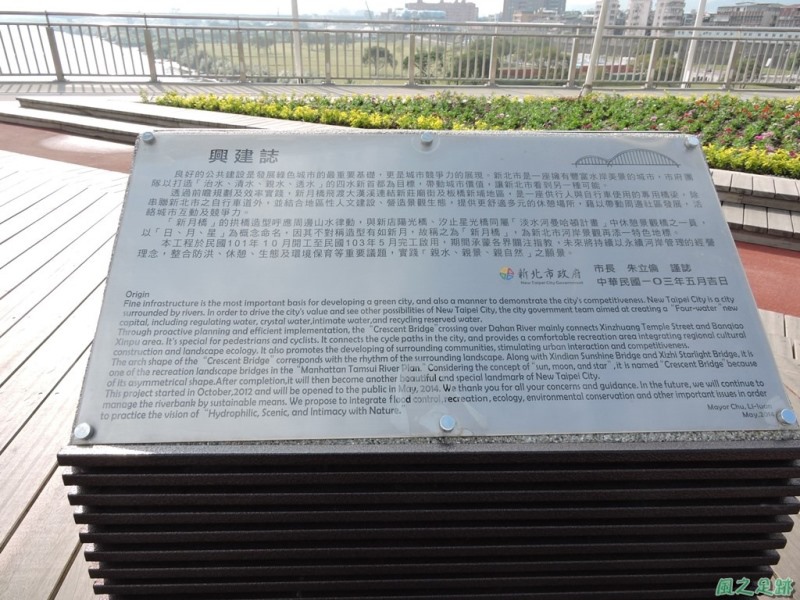 興建誌
良好的公共建設是發展綠色城市的最重要基礎，更是城市競爭力的展現。新北市是一座擁有豐富水岸美景的城市，市府團
隊以打造「治水、清水、親水、透水」的四水新首都為目標，帶動城市價值，讓新北市看到另一種可能。
透過前瞻規劃及效率實踐，新月橋飛渡大漢溪連結新莊廟街及板橋新埔地區，是一座供行人與自行車使用的專用橋梁，除
串聯新北市之自行車道外，並結合地區性人文建設、營造景觀生態，提供更舒適多元的休憩場所，藉以帶動周邊社區發展，活
絡城市互動及競爭力。
「新月橋」的拱橋造型呼應周邊山水律動，與新店陽光橋、汐止星光橋同屬「淡水河曼哈頓計畫」中休憩景觀橋之一員，
以「日、月、星」為概念命名，因其不對稱造型有如新月，故稱之為「新月橋」，為新北市河岸景觀再添一特色地標。
本工程於民國101年10月開工至民國103年5月完工啟用，期間承蒙各界關注指教，未來將持續以永續河岸管理的經營
理念，整合防洪、休憩、生態及環境保育等重要議題，實踐「親水、親景、親自然」之願景。
新北市政府
New Taipei City Government
市長 朱立倫 謹誌
中華民國一〇三年五月吉日
Origin
Fine Infrastructure is the most important basis for developing a green city, and also a manner to demonstrate the city's competitiveness. New Taipei City is a city
surrounded by rivers. In order to drive the city's value and see other possibilities of New Taipei City, the city government team aimed at creating a "Four-water" new
capital, including regulating water, crystal water,intimate water,and recycling reserved water.
Through proactive planning and efficient implementation, the "Crescent Bridge"crossing over Dahan River mainly connects Xinzhuang Temple Street and Banqiao
Xinpu area. It's special for pedestrians and cyclists. It connects the cycle paths in the city, and provides a comfortable recreation area integrating regional cultural
construction and landscape ecology. It also promotes the developing of surrounding communities, stimulating urban interaction and competitiveness.
The arch shape of the "Crescent Bridge" corresponds with the rhythm of the surrounding landscape. Along with Xindian Sunshine Bridge and Xizhi Starlight Bridge, it is
one of the recreation landscape bridges in the "Manhattan Tamsui River Plan." Considering the concept of "sun, moon, and star", it is named "Crescent Bridge"because
of its asymmetrical shape.After completion,it will then become another beautiful and special landmark of New Taipei City.
This project started in October,2012 and will be opened to the public in May, 2014. We thank you for all your concerns and guidance. In the future, we will continue to
manage the riverbank by sustainable means. We propose to integrate flood control,recreation, ecology, environmental conservation and other important issues in order
to practice the vision of "Hydrophilic, Scenic, and Intimacy with Nature."
Mayor Chu, Li-luan
May,2014
風之足跡